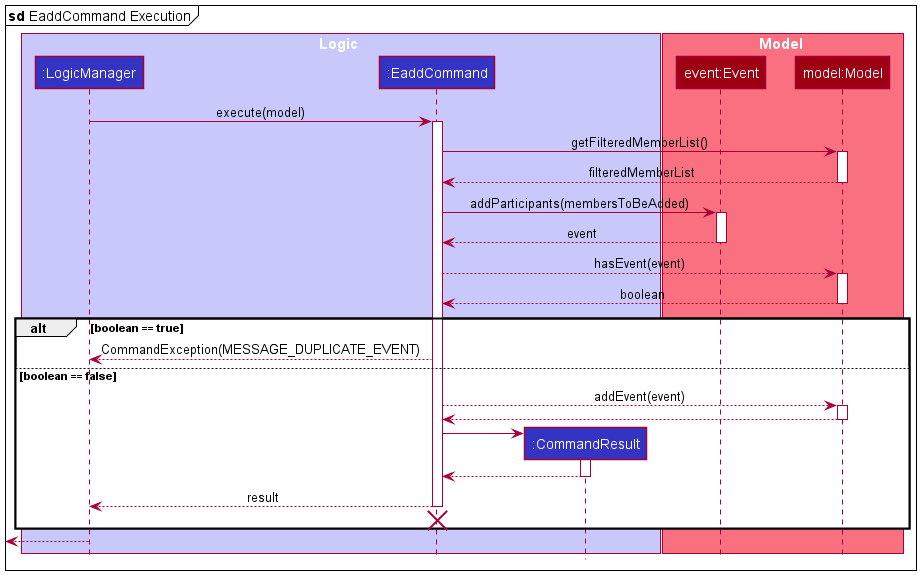 sd EaddCommand Execution
Logic
Model
:LogicManager
:EaddCommand
event:Event
model:Model
execute(model)
getFilteredMemberList()
filteredMemberList
addParticipants(membersToBeAdded)
event
hasEvent(event)
boolean
alt
[boolean == true]
CommandException(MESSAGE_DUPLICATE_EVENT)
[boolean == false]
addEvent(event)
:CommandResult
result